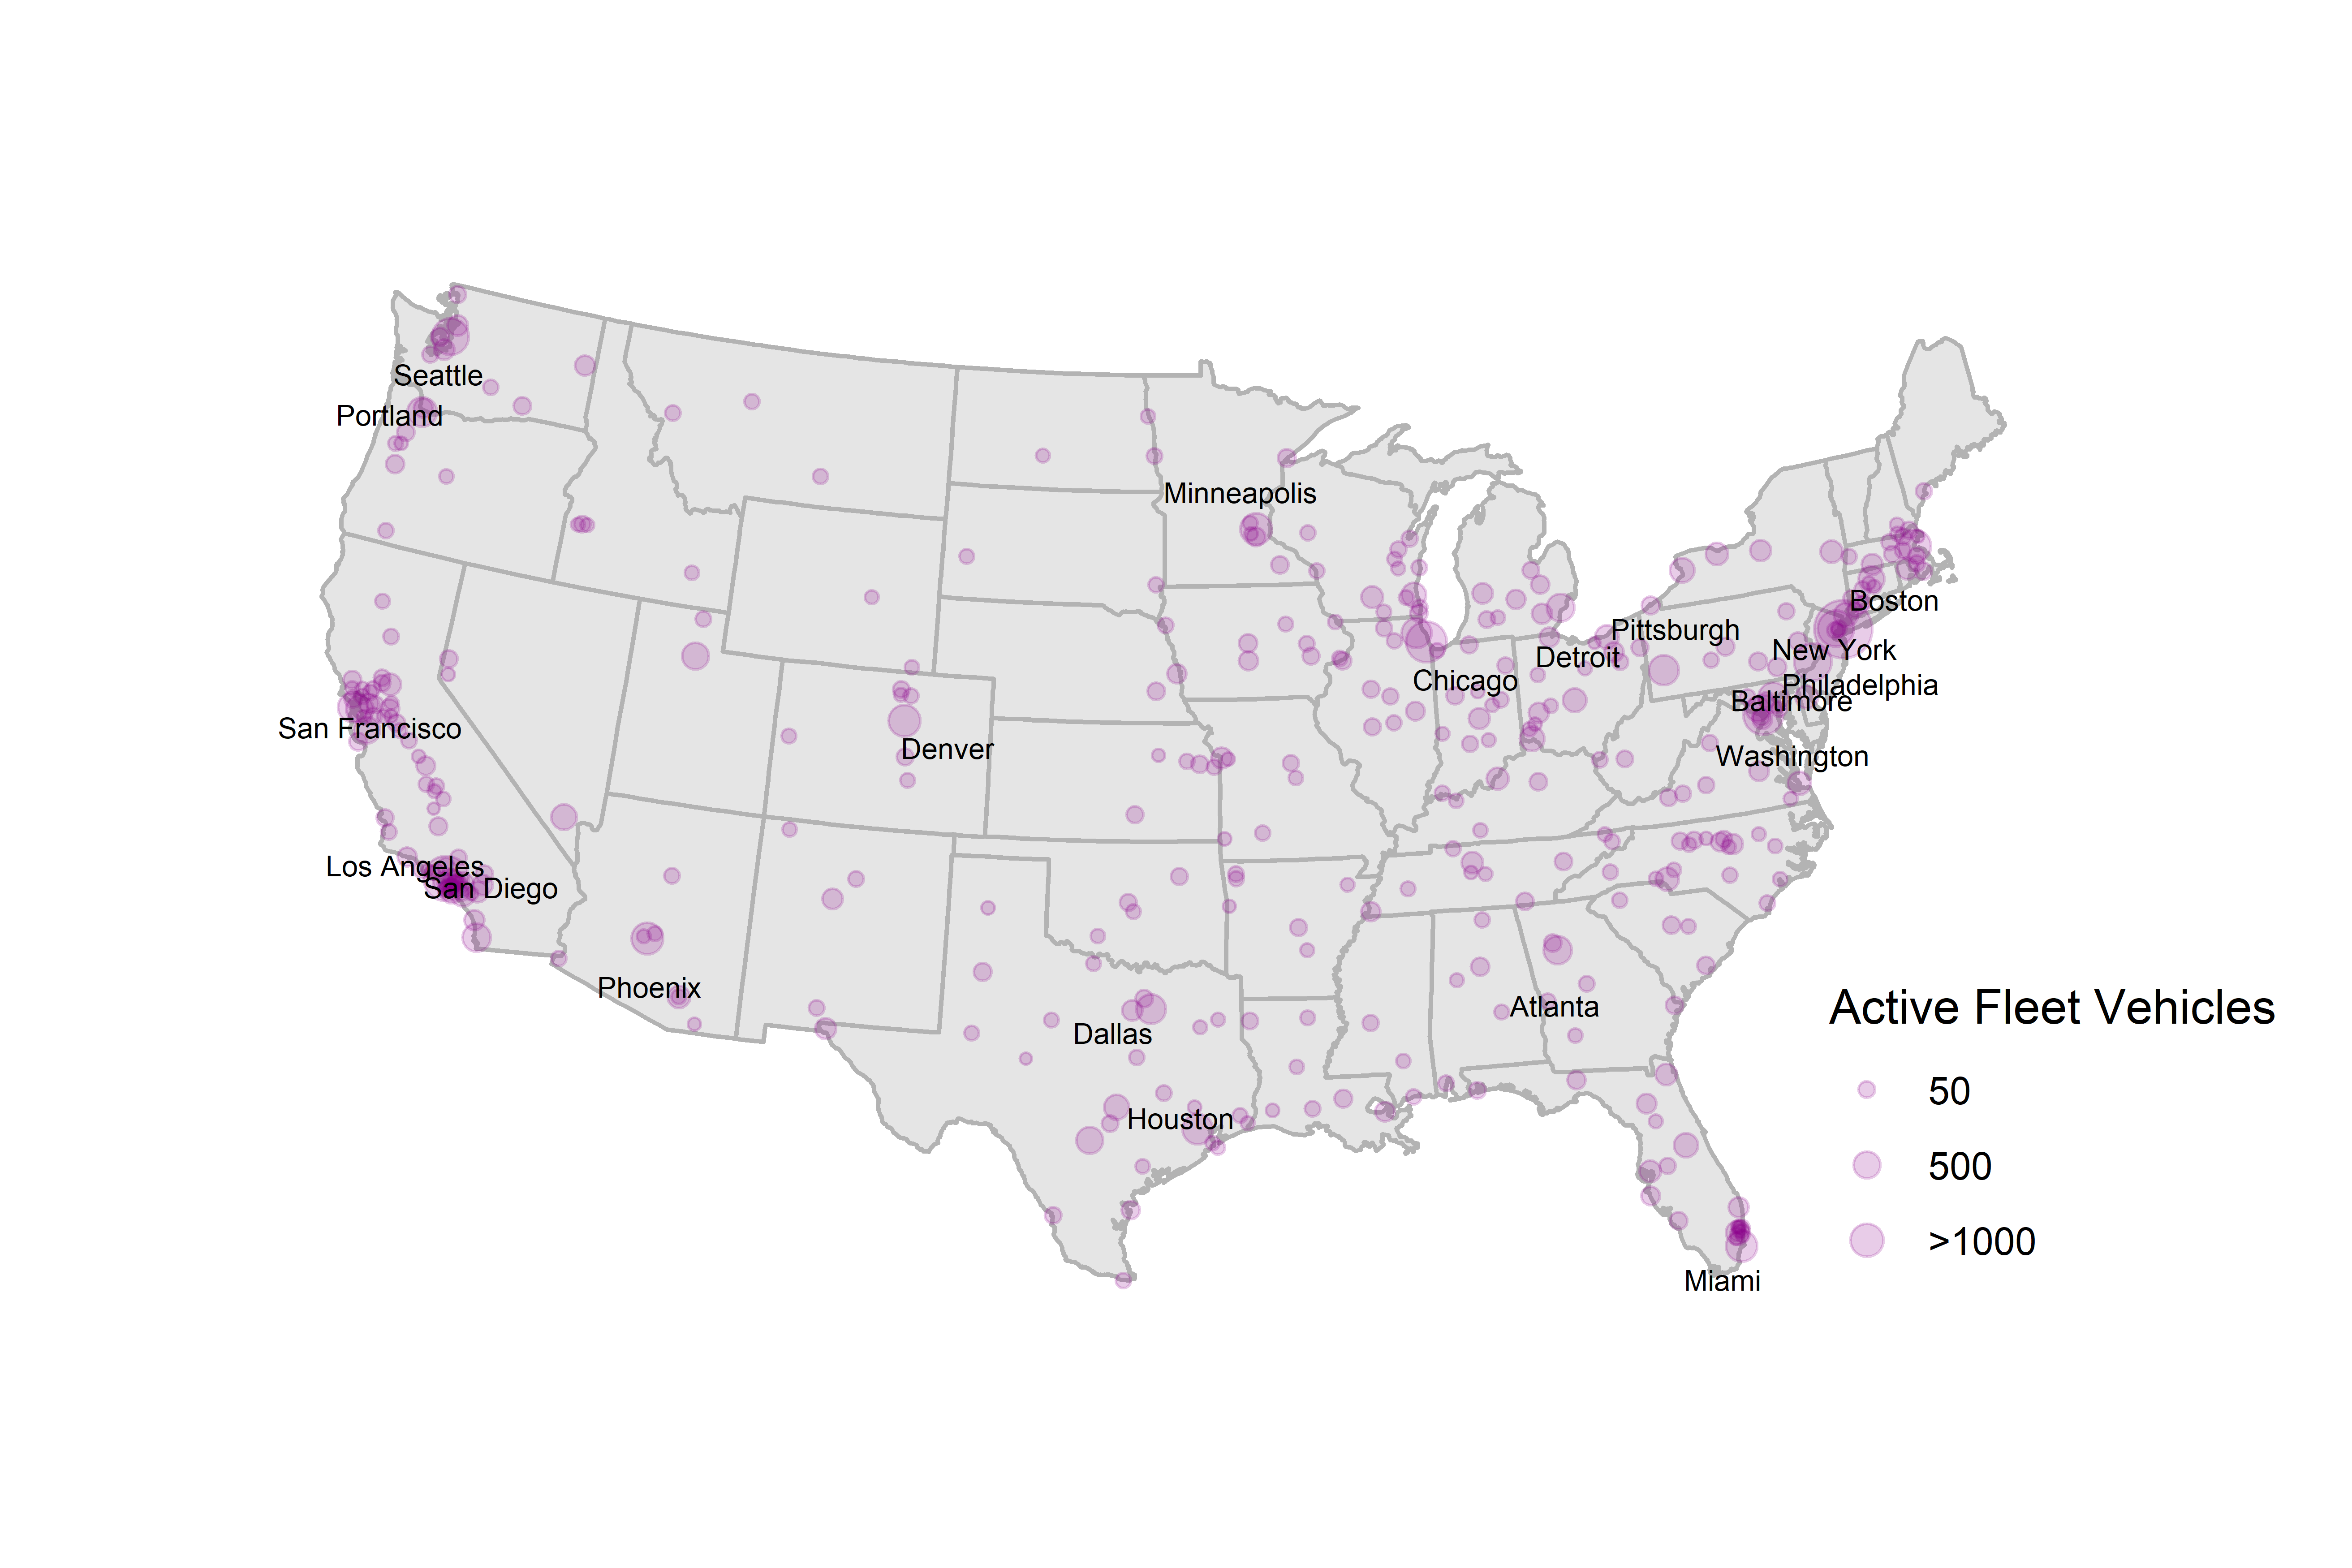 Seattle
Portland
Minneapolis
Boston
Pittsburgh
New York
Detroit
Chicago
Philadelphia
Baltimore
San Francisco
Denver
Washington
Los Angeles
San Diego
Phoenix
Atlanta
Dallas
Houston
Miami
Active Fleet Vehicles
50
500
>1000